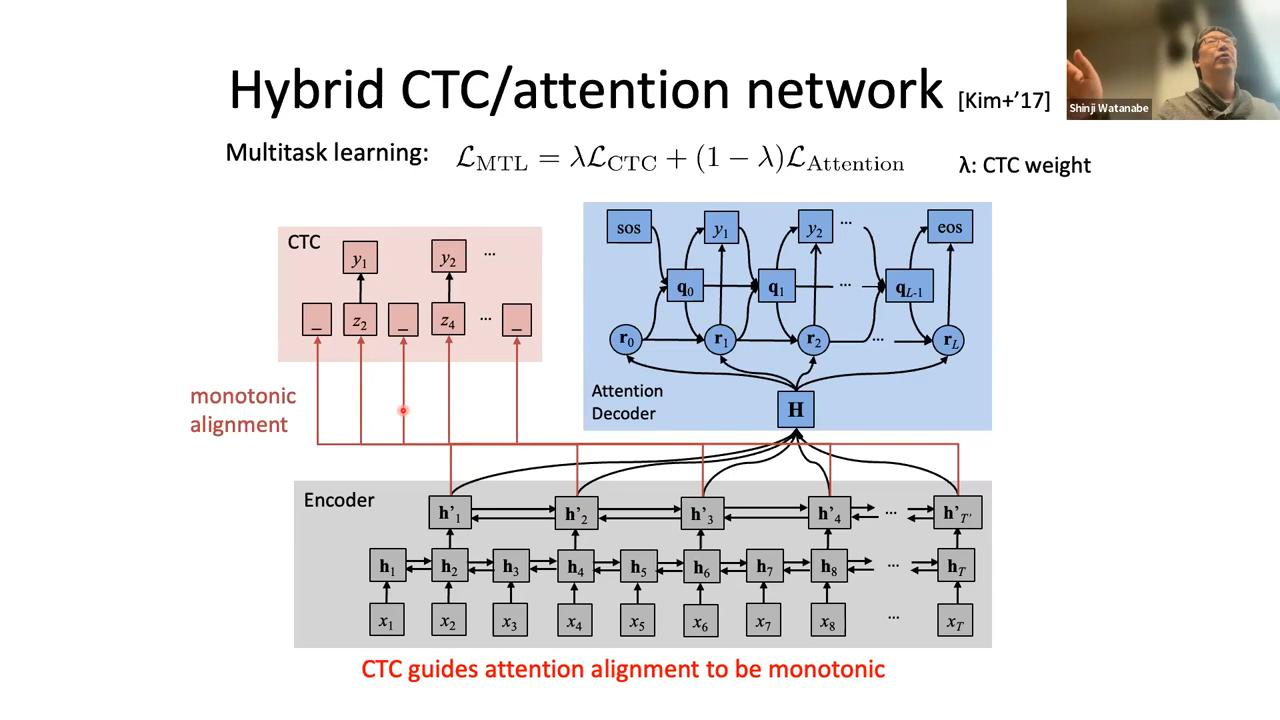 Hybrid CTC/attention network [Kim+’17]
Shinji Watanabe
Multitask learning: ℒ_MTL = λℒ_CTC + (1 − λ)ℒ_Attention λ: CTC weight
CTC
y₁ y₂ ...
_ z₂ _ z₄ ... _
monotonic
alignment
sos y₁ y₂ ... eos
q₀ q₁ ... q_{L-1}
r₀ r₁ r₂ ... r_L
Attention
Decoder
H
Encoder
h’₁ h’₂ h’₃ h’₄ ... h’_{T’}
h₁ h₂ h₃ h₄ h₅ h₆ h₇ h₈ ... h_T
x₁ x₂ x₃ x₄ x₅ x₆ x₇ x₈ ... x_T
CTC guides attention alignment to be monotonic